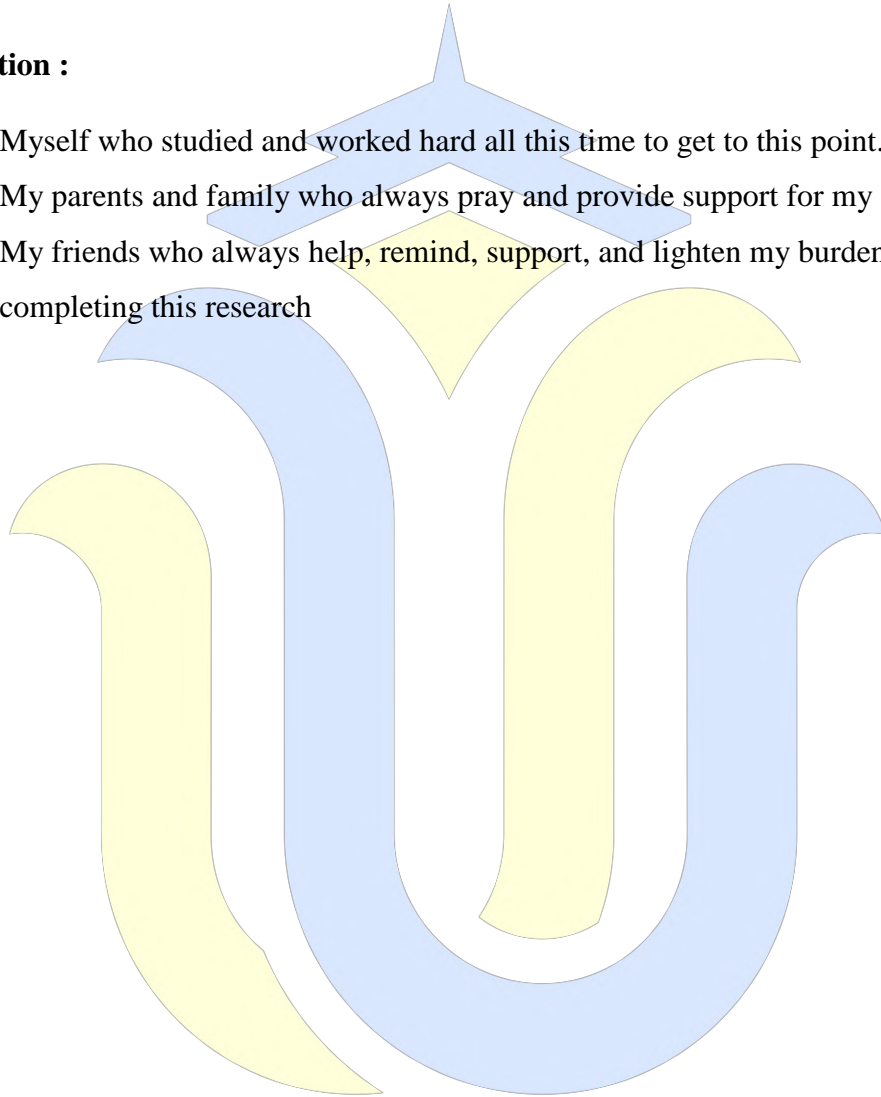 tion :
Myself who studied and worked hard all this time to get to this point.
My parents and family who always pray and provide support for my
My friends who always help, remind, support, and lighten my burden
completing this research